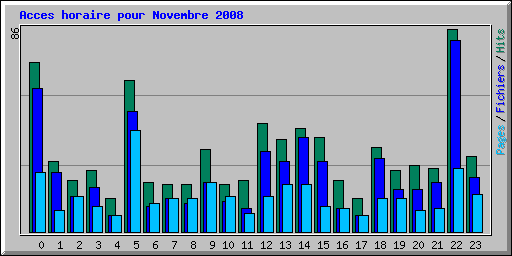 Acces horaire pour Novembre 2008
86
Pages / Fichiers / Hits
0 1 2 3 4 5 6 7 8 9 10 11 12 13 14 15 16 17 18 19 20 21 22 23